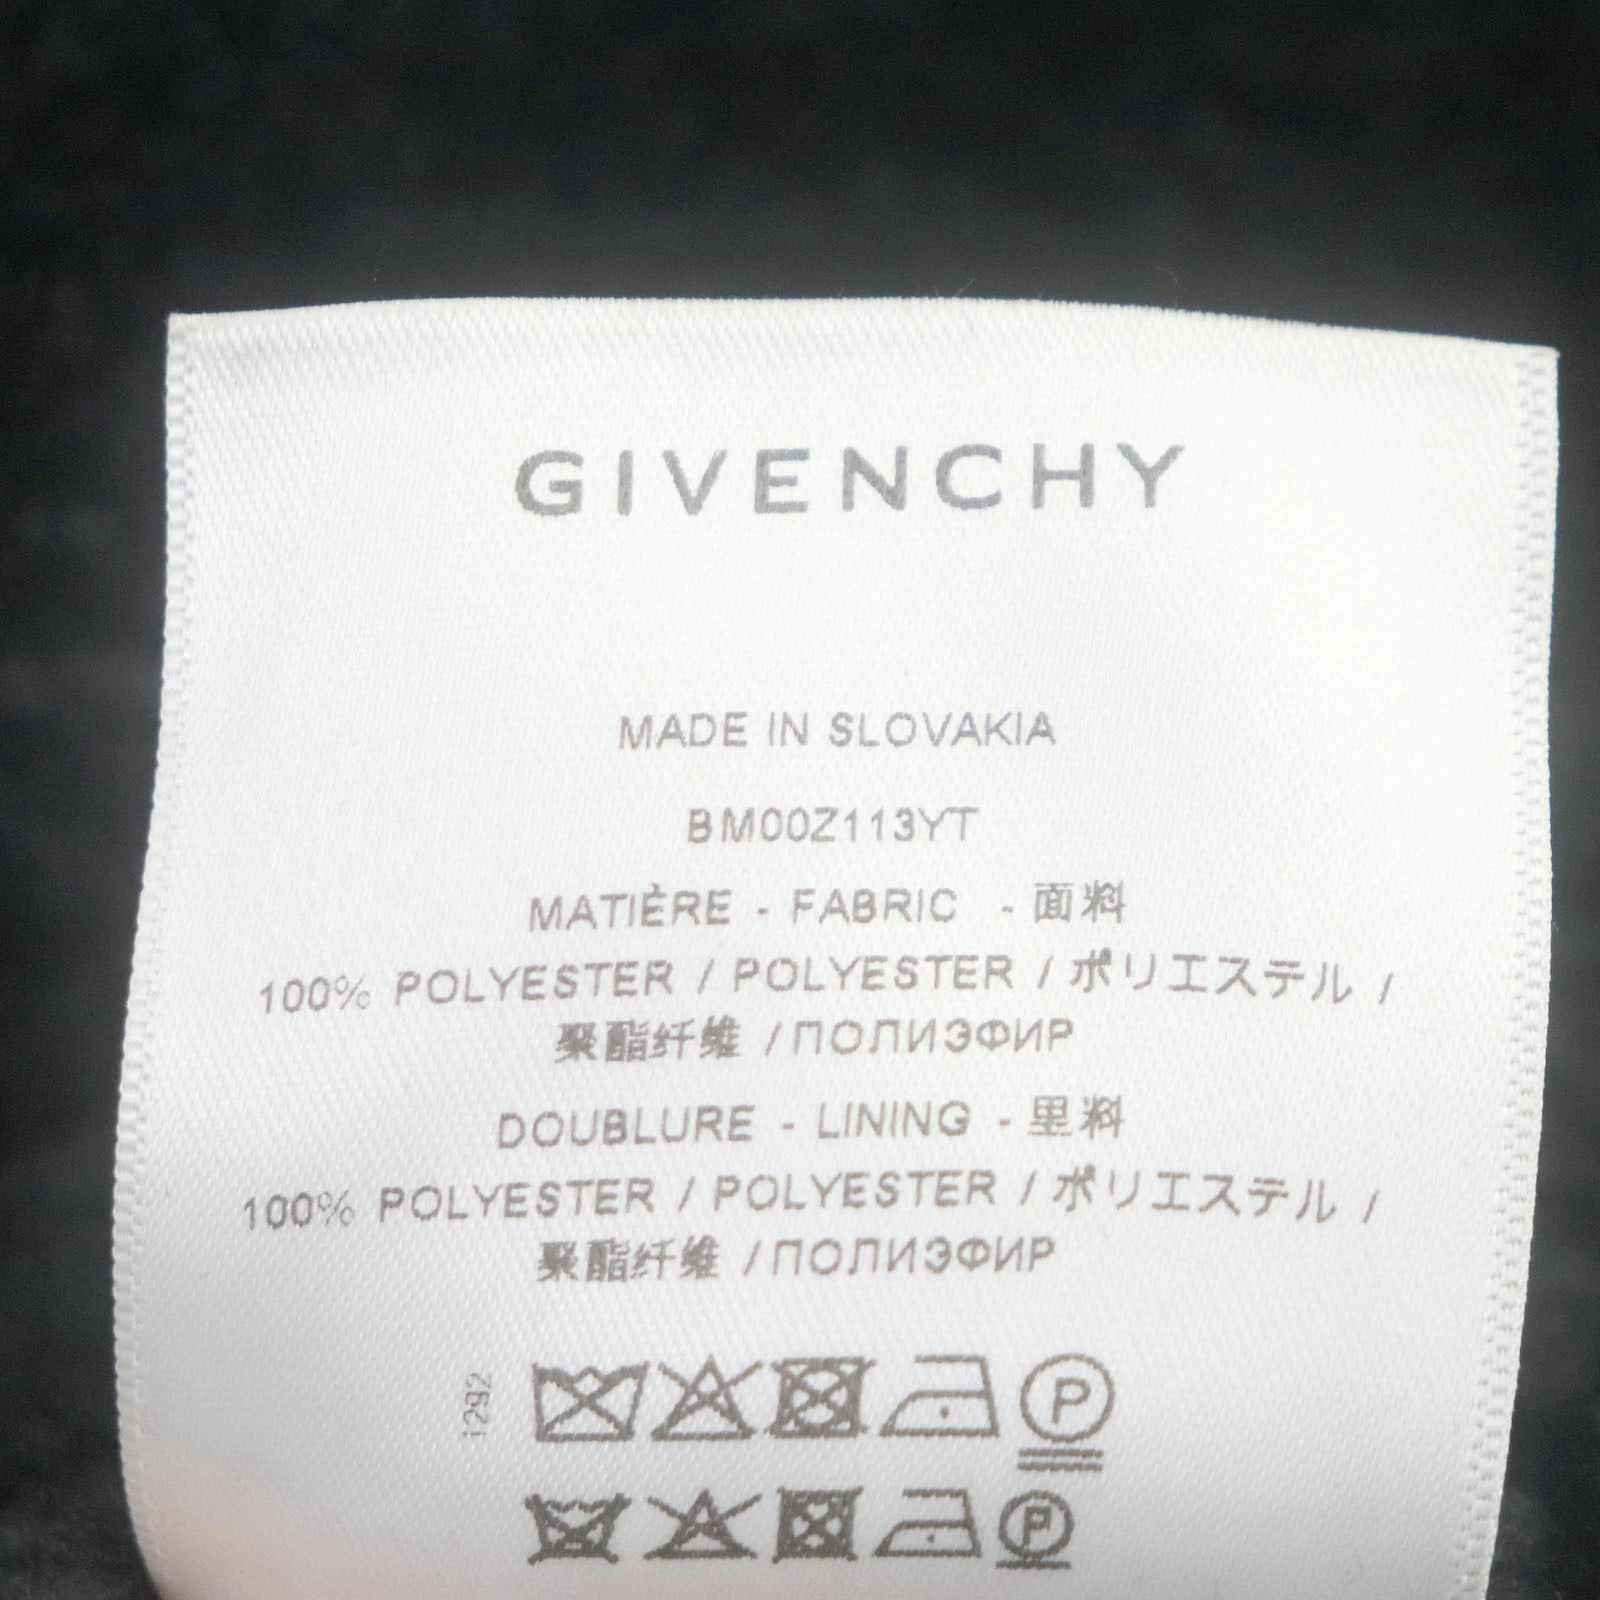 GIVENCHY
MADE IN SLOVAKIA
BM00Z113YT
MATIÈRE - FABRIC - 面料
100% POLYESTER / POLYESTER / ポリエステル /
聚酯纤维 / ПОЛИЭФИР
DOUBLURE - LINING - 里料
100% POLYESTER / POLYESTER / ポリエステル /
聚酯纤维 / ПОЛИЭФИР
1292
P
P